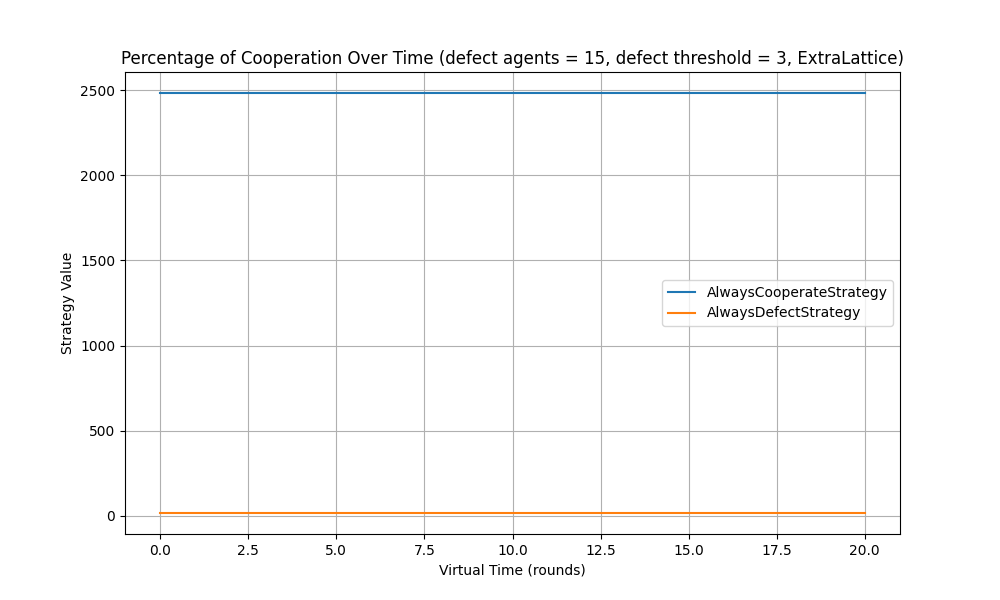 Percentage of Cooperation Over Time (defect agents = 15, defect threshold = 3, ExtraLattice)
2500
2000
1500
1000
500
0
Strategy Value
AlwaysCooperateStrategy
AlwaysDefectStrategy
0.0 2.5 5.0 7.5 10.0 12.5 15.0 17.5 20.0
Virtual Time (rounds)